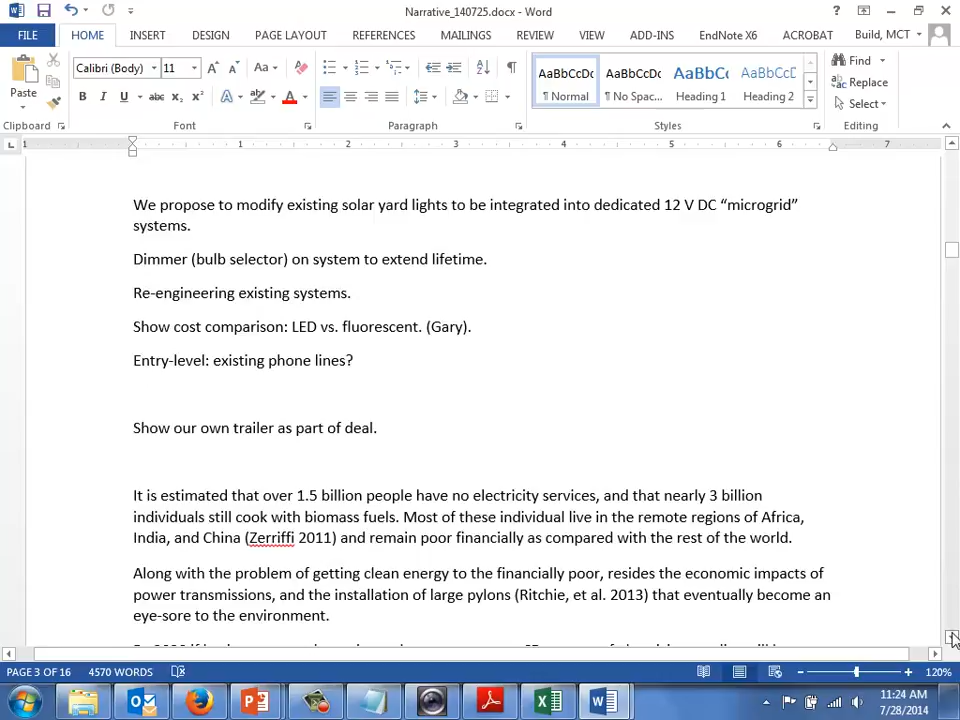 Narrative_140725.docx - Word
FILE HOME INSERT DESIGN PAGE LAYOUT REFERENCES MAILINGS REVIEW VIEW ADD-INS EndNote X6 ACROBAT Build, MCT
Paste
Calibri (Body) 11
Clipboard Font Paragraph Styles Editing
AaBbCcDc AaBbCcDc AaBbC AaBbCcD
¶ Normal ¶ No Spac... Heading 1 Heading 2
Find
Replace
Select
1 1 2 3 4 5 6 7
We propose to modify existing solar yard lights to be integrated into dedicated 12 V DC “microgrid”
systems.
Dimmer (bulb selector) on system to extend lifetime.
Re-engineering existing systems.
Show cost comparison: LED vs. fluorescent. (Gary).
Entry-level: existing phone lines?
Show our own trailer as part of deal.
It is estimated that over 1.5 billion people have no electricity services, and that nearly 3 billion
individuals still cook with biomass fuels. Most of these individual live in the remote regions of Africa,
India, and China (Zerriffi 2011) and remain poor financially as compared with the rest of the world.
Along with the problem of getting clean energy to the financially poor, resides the economic impacts of
power transmissions, and the installation of large pylons (Ritchie, et al. 2013) that eventually become an
eye-sore to the environment.
PAGE 3 OF 16 4570 WORDS 120%
11:24 AM
7/28/2014